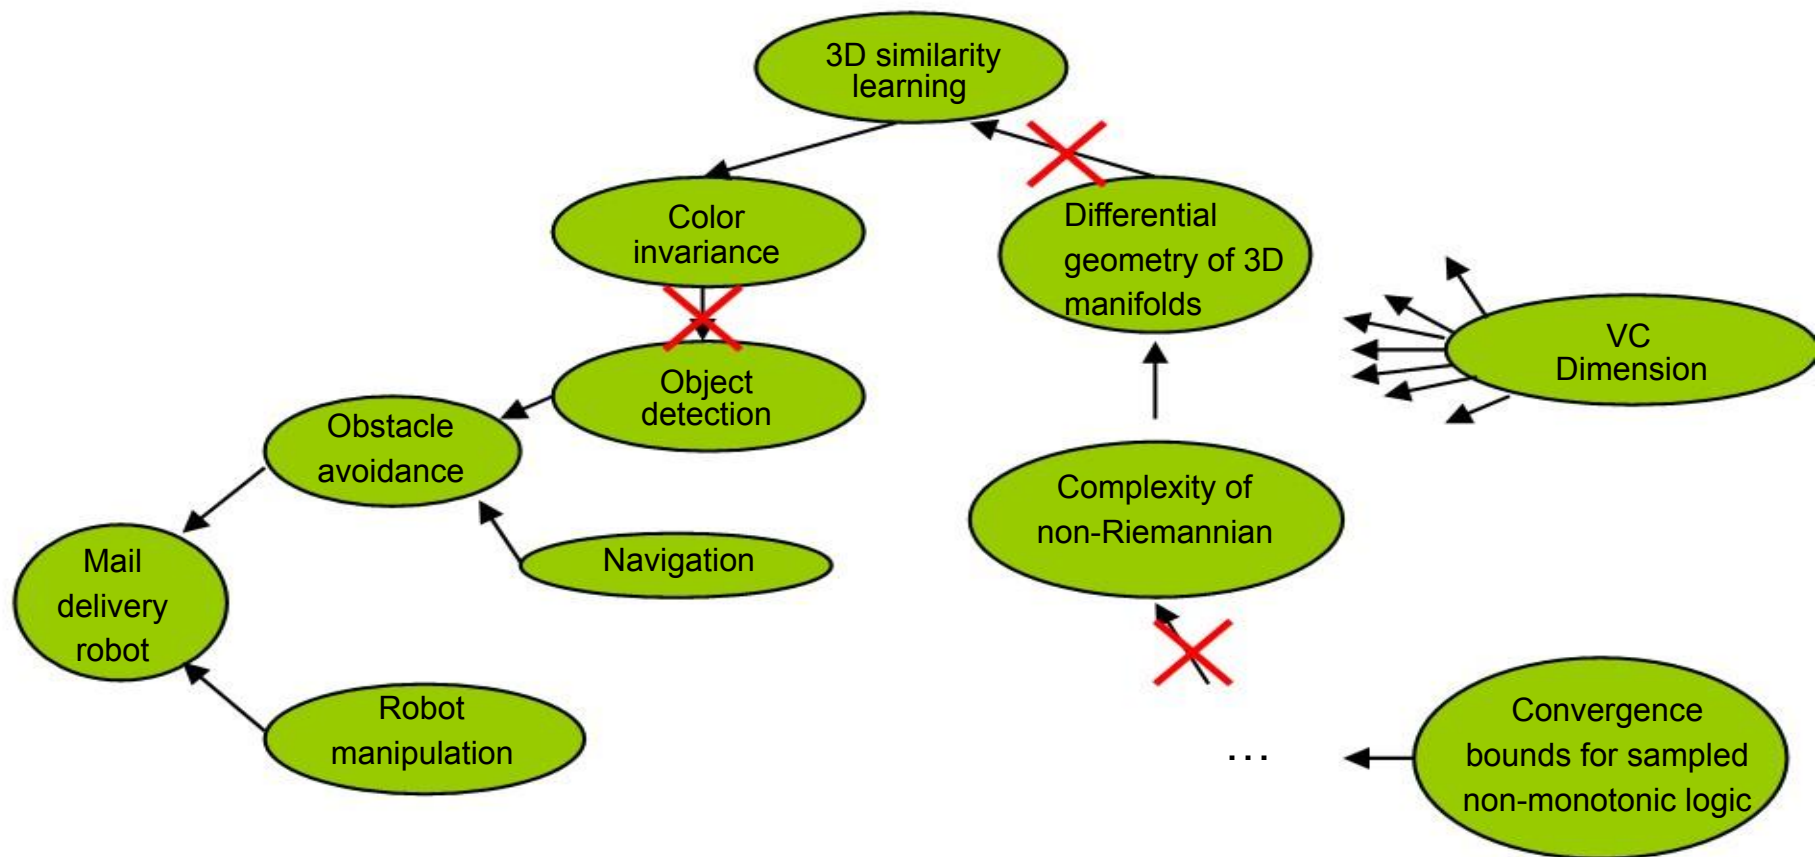 3D similarity
learning
Color
invariance
Differential
geometry of 3D
manifolds
VC
Dimension
Object
detection
Obstacle
avoidance
Complexity of
non-Riemannian
Navigation
Mail
delivery
robot
Robot
manipulation
...
Convergence
bounds for sampled
non-monotonic logic